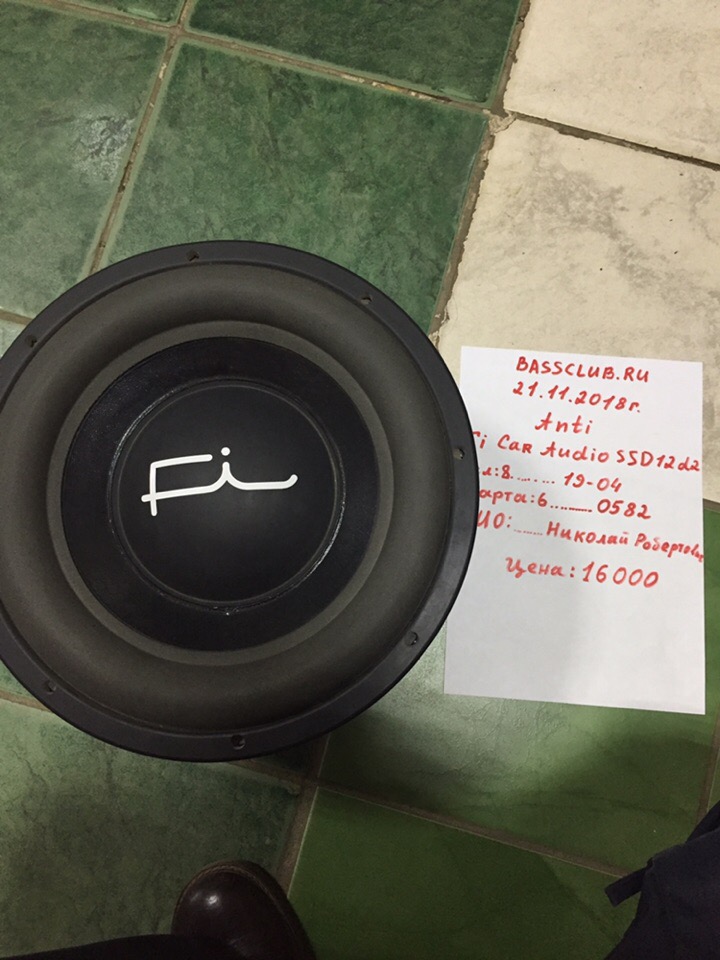 Fi
BASSCLUB.RU
21.11.2018г.
Anti
i Car Audio SSD12d2
л:8........ 19-04
арта:6.......... 0582
ИО:...... Николай Робертович
Цена:16000